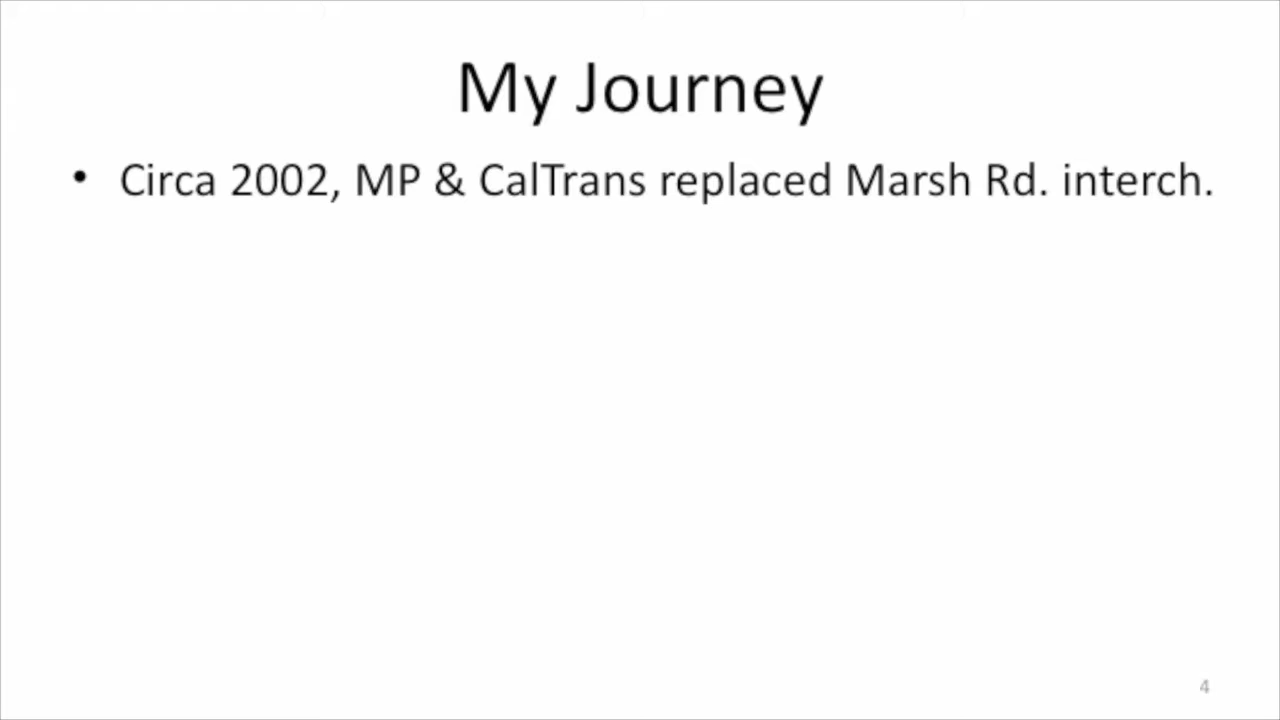 My Journey
• Circa 2002, MP & CalTrans replaced Marsh Rd. interch.
4